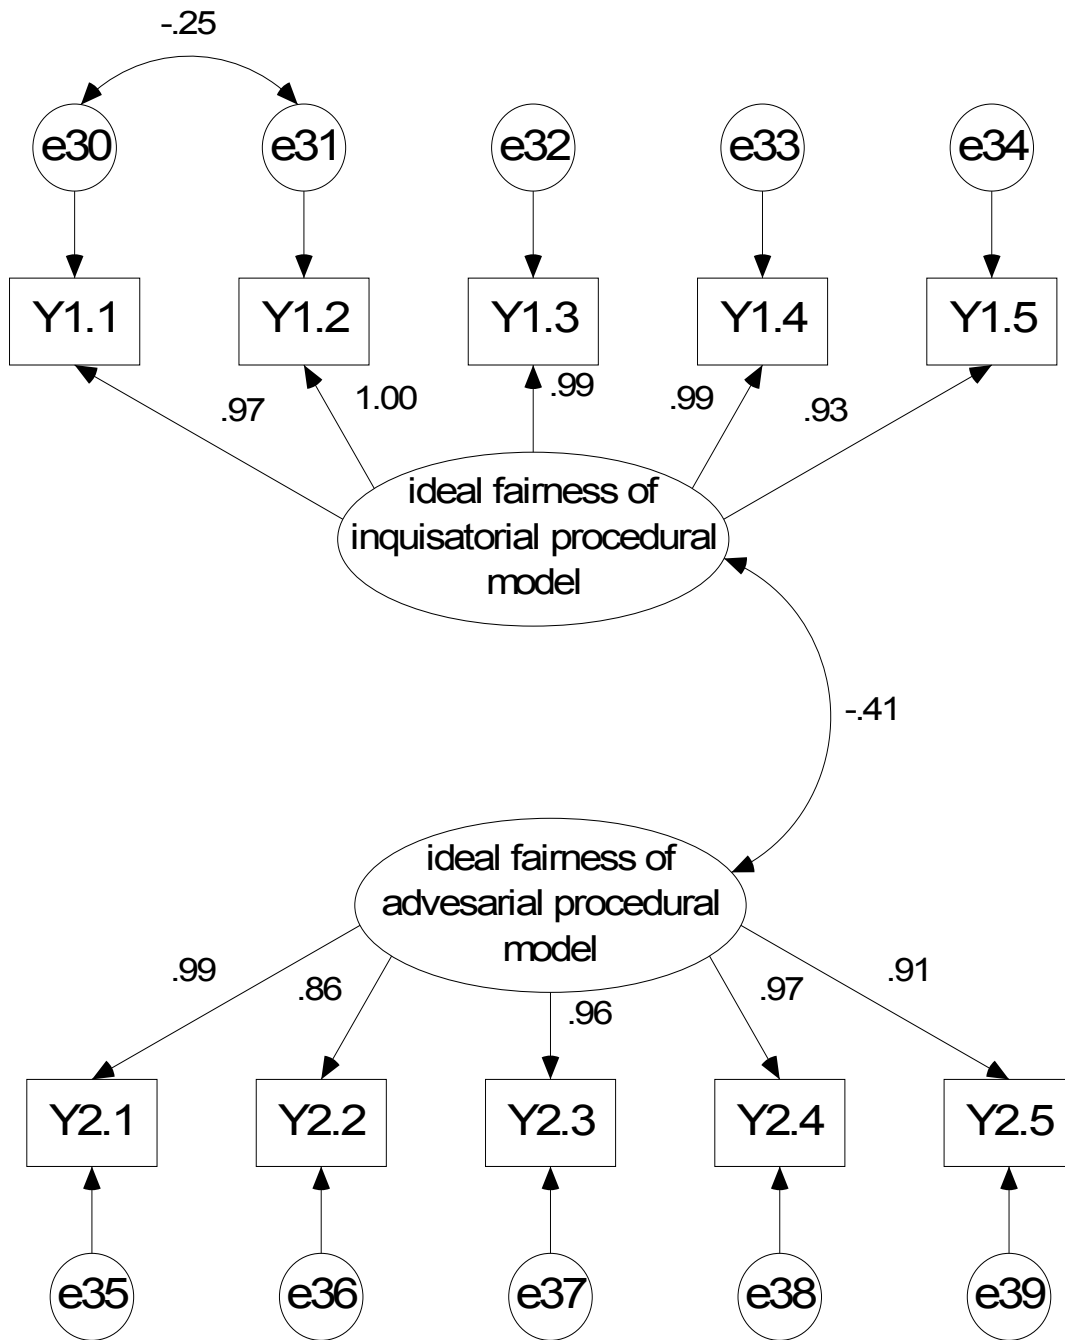 -.25
e30 e31 e32 e33 e34
Y1.1 Y1.2 Y1.3 Y1.4 Y1.5
.97 1.00 .99 .99 .93
ideal fairness of
inquisatorial procedural
model
-.41
ideal fairness of
advesarial procedural
model
.99 .86 .96 .97 .91
Y2.1 Y2.2 Y2.3 Y2.4 Y2.5
e35 e36 e37 e38 e39